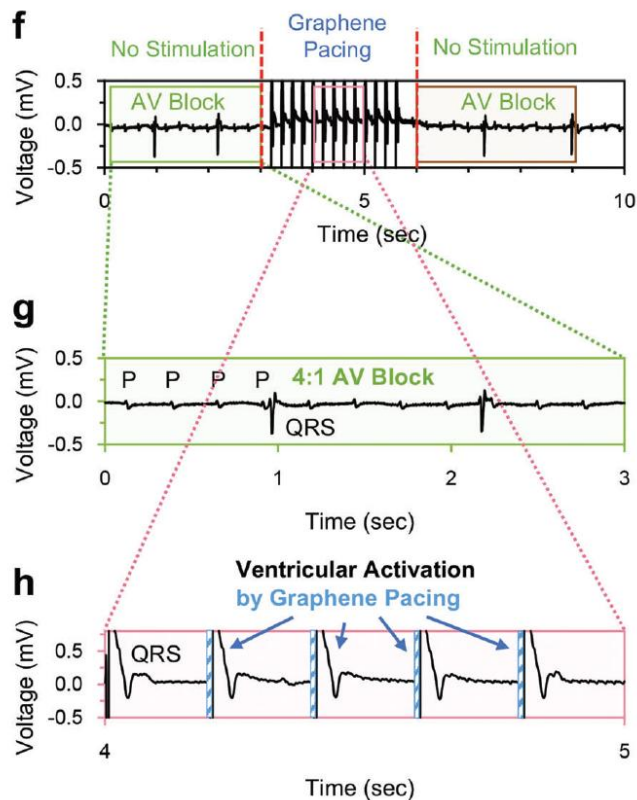 f
Graphene
Pacing
No Stimulation
No Stimulation
Voltage (mV)
0.5
0.0
-0.5
AV Block
AV Block
0
5
10
Time (sec)
g
Voltage (mV)
0.5
0.0
-0.5
P P P P 4:1 AV Block
QRS
0
1
2
3
Time (sec)
h
Ventricular Activation
by Graphene Pacing
Voltage (mV)
0.5
0.0
-0.5
QRS
4
5
Time (sec)